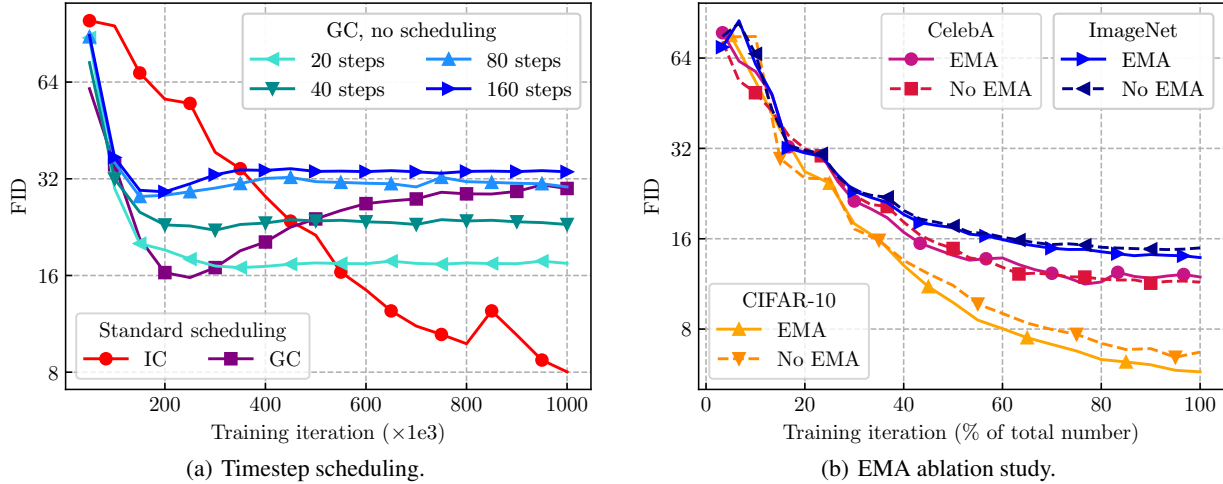 FID
64
32
16
8
200
400
600
800
1000
Training iteration (×1e3)
GC, no scheduling
20 steps
80 steps
40 steps
160 steps
Standard scheduling
IC
GC
(a) Timestep scheduling.
FID
64
32
16
8
0
20
40
60
80
100
Training iteration (% of total number)
CelebA
EMA
No EMA
ImageNet
EMA
No EMA
CIFAR-10
EMA
No EMA
(b) EMA ablation study.